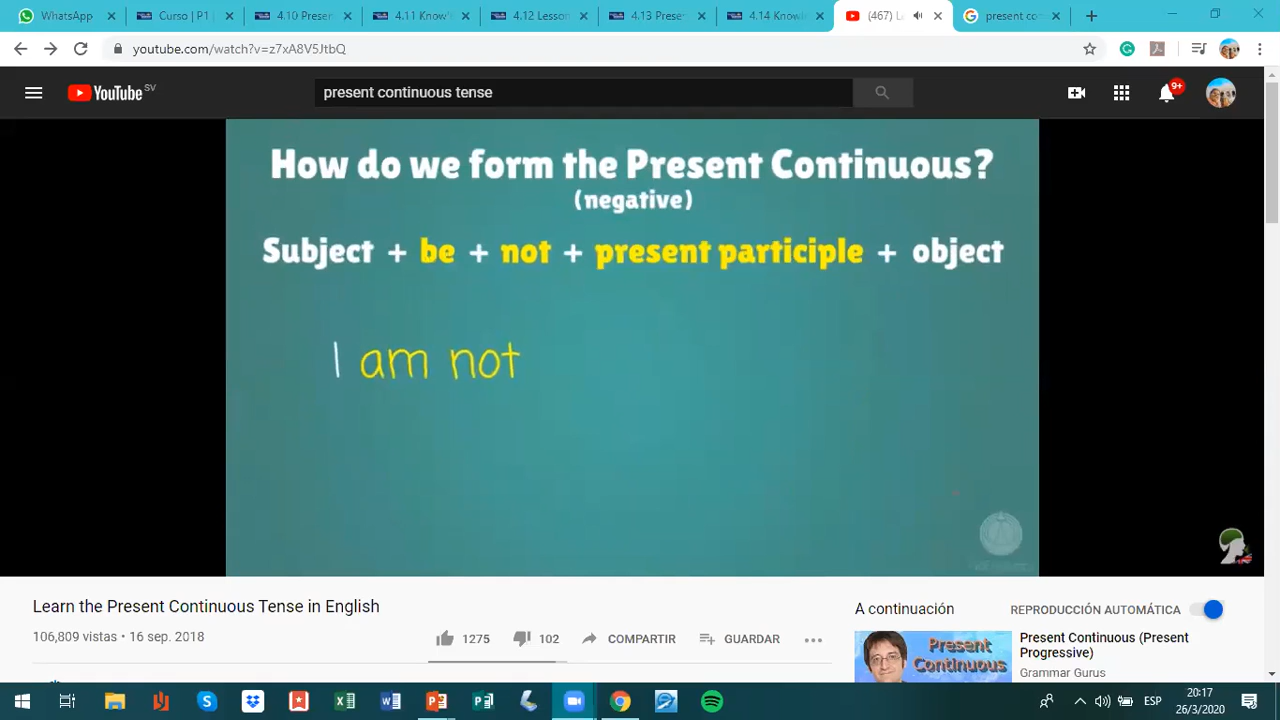 WhatsApp
Curso | P1 |
4.10 Presen
4.11 Know
4.12 Lesson
4.13 Prese
4.14 Know
(467) L
present con
youtube.com/watch?v=z7xA8V5JtbQ
YouTube SV
present continuous tense
9+
How do we form the Present Continuous?
(negative)
Subject + be + not + present participle + object
I am not
Learn the Present Continuous Tense in English
106,809 vistas • 16 sep. 2018
1275
102
COMPARTIR
GUARDAR
A continuación
REPRODUCCIÓN AUTOMÁTICA
Present Continuous
Present Continuous (Present Progressive)
Grammar Gurus
ESP
20:17
26/3/2020